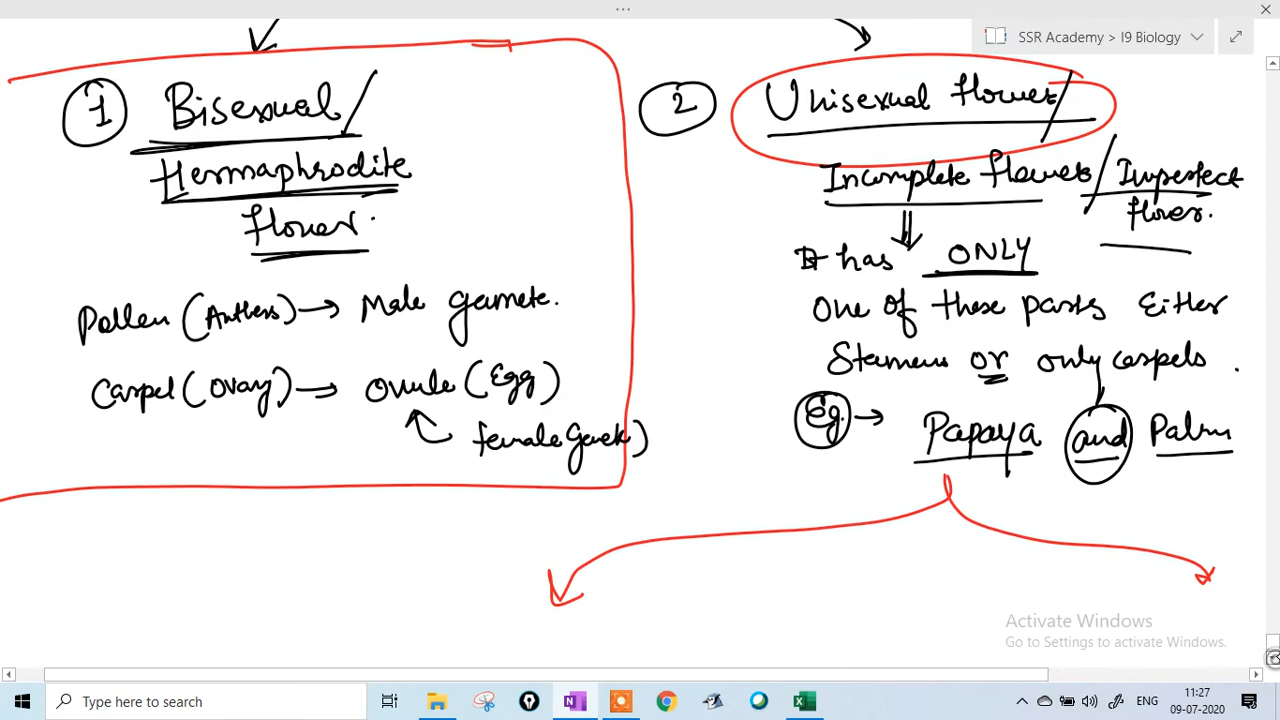 SSR Academy > I9 Biology
1 Bisexual /
Hermaphrodite
flower.
Pollen (Anthers) → Male gamete.
Carpel (Ovary) → Ovule (Egg)
female Gamete)
2 Unisexual flower /
Incomplete flowers / Imperfect
flower.
It has ONLY
One of these parts Either
Stamens or only carpels.
Eg. → Papaya and Palm
Activate Windows
Go to Settings to activate Windows.
Type here to search
ENG
11:27
09-07-2020